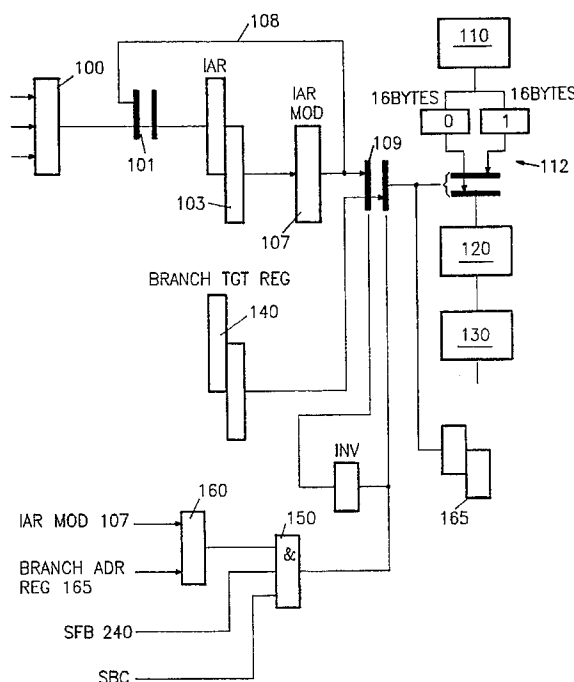 108
110
100
IAR
IAR
MOD
16BYTES
16BYTES
0
1
109
112
101
103
107
120
BRANCH TGT REG
140
130
INV
165
160
150
IAR MOD 107
&
BRANCH ADR
REG 165
SFB 240
SBC